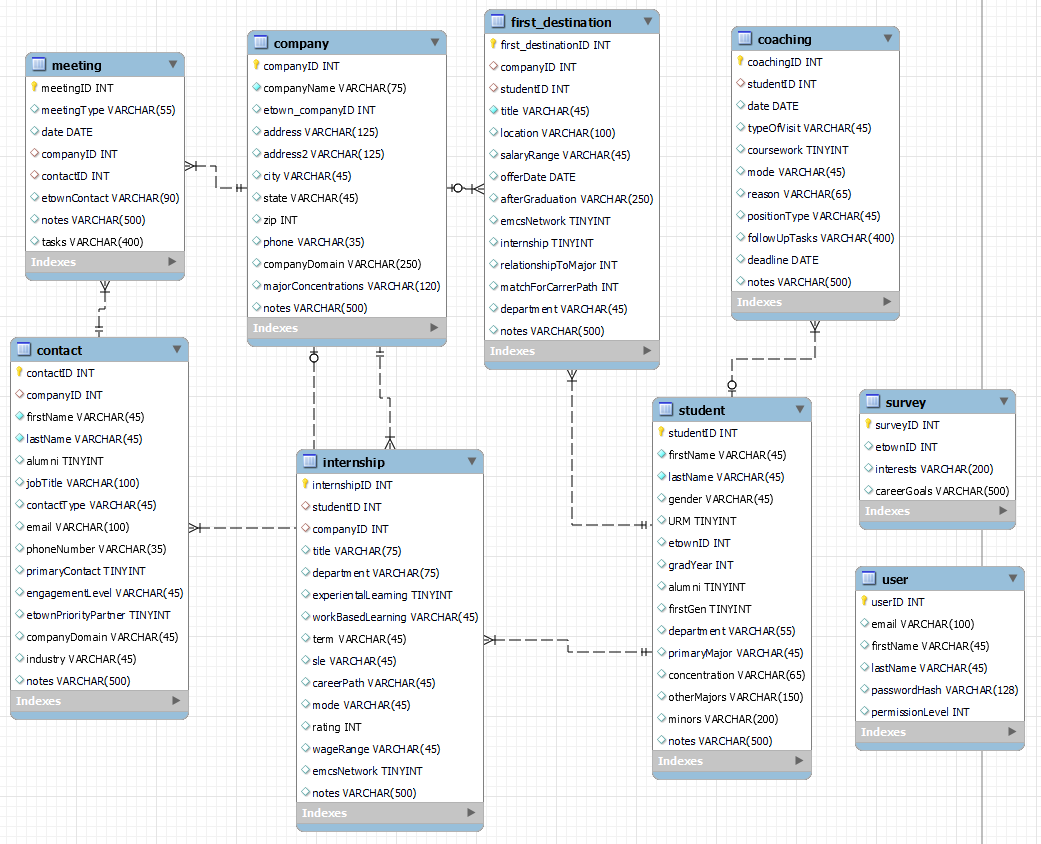 meeting
meetingID INT
meetingType VARCHAR(55)
date DATE
companyID INT
contactID INT
etownContact VARCHAR(90)
notes VARCHAR(500)
tasks VARCHAR(400)
Indexes
company
companyID INT
companyName VARCHAR(75)
etown_companyID INT
address VARCHAR(125)
address2 VARCHAR(125)
city VARCHAR(45)
state VARCHAR(45)
zip INT
phone VARCHAR(35)
companyDomain VARCHAR(250)
majorConcentrations VARCHAR(120)
notes VARCHAR(500)
Indexes
first_destination
first_destinationID INT
companyID INT
studentID INT
title VARCHAR(45)
location VARCHAR(100)
salaryRange VARCHAR(45)
offerDate DATE
afterGraduation VARCHAR(250)
emcsNetwork TINYINT
internship TINYINT
relationshipToMajor INT
matchForCarrerPath INT
department VARCHAR(45)
notes VARCHAR(500)
Indexes
coaching
coachingID INT
studentID INT
date DATE
typeOfVisit VARCHAR(45)
coursework TINYINT
mode VARCHAR(45)
reason VARCHAR(65)
positionType VARCHAR(45)
followUpTasks VARCHAR(400)
deadline DATE
notes VARCHAR(500)
Indexes
contact
contactID INT
companyID INT
firstName VARCHAR(45)
lastName VARCHAR(45)
alumni TINYINT
jobTitle VARCHAR(100)
contactType VARCHAR(45)
email VARCHAR(100)
phoneNumber VARCHAR(35)
primaryContact TINYINT
engagementLevel VARCHAR(45)
etownPriorityPartner TINYINT
companyDomain VARCHAR(45)
industry VARCHAR(45)
notes VARCHAR(500)
Indexes
internship
internshipID INT
studentID INT
companyID INT
title VARCHAR(75)
department VARCHAR(75)
experientalLearning TINYINT
workBasedLearning VARCHAR(45)
term VARCHAR(45)
sle VARCHAR(45)
careerPath VARCHAR(45)
mode VARCHAR(45)
rating INT
wageRange VARCHAR(45)
emcsNetwork TINYINT
notes VARCHAR(500)
Indexes
student
studentID INT
firstName VARCHAR(45)
lastName VARCHAR(45)
gender VARCHAR(45)
URM TINYINT
etownID INT
gradYear INT
alumni TINYINT
firstGen TINYINT
department VARCHAR(55)
primaryMajor VARCHAR(45)
concentration VARCHAR(65)
otherMajors VARCHAR(150)
minors VARCHAR(200)
notes VARCHAR(500)
Indexes
survey
surveyID INT
etownID INT
interests VARCHAR(200)
careerGoals VARCHAR(500)
Indexes
user
userID INT
email VARCHAR(100)
firstName VARCHAR(45)
lastName VARCHAR(45)
passwordHash VARCHAR(128)
permissionLevel INT
Indexes